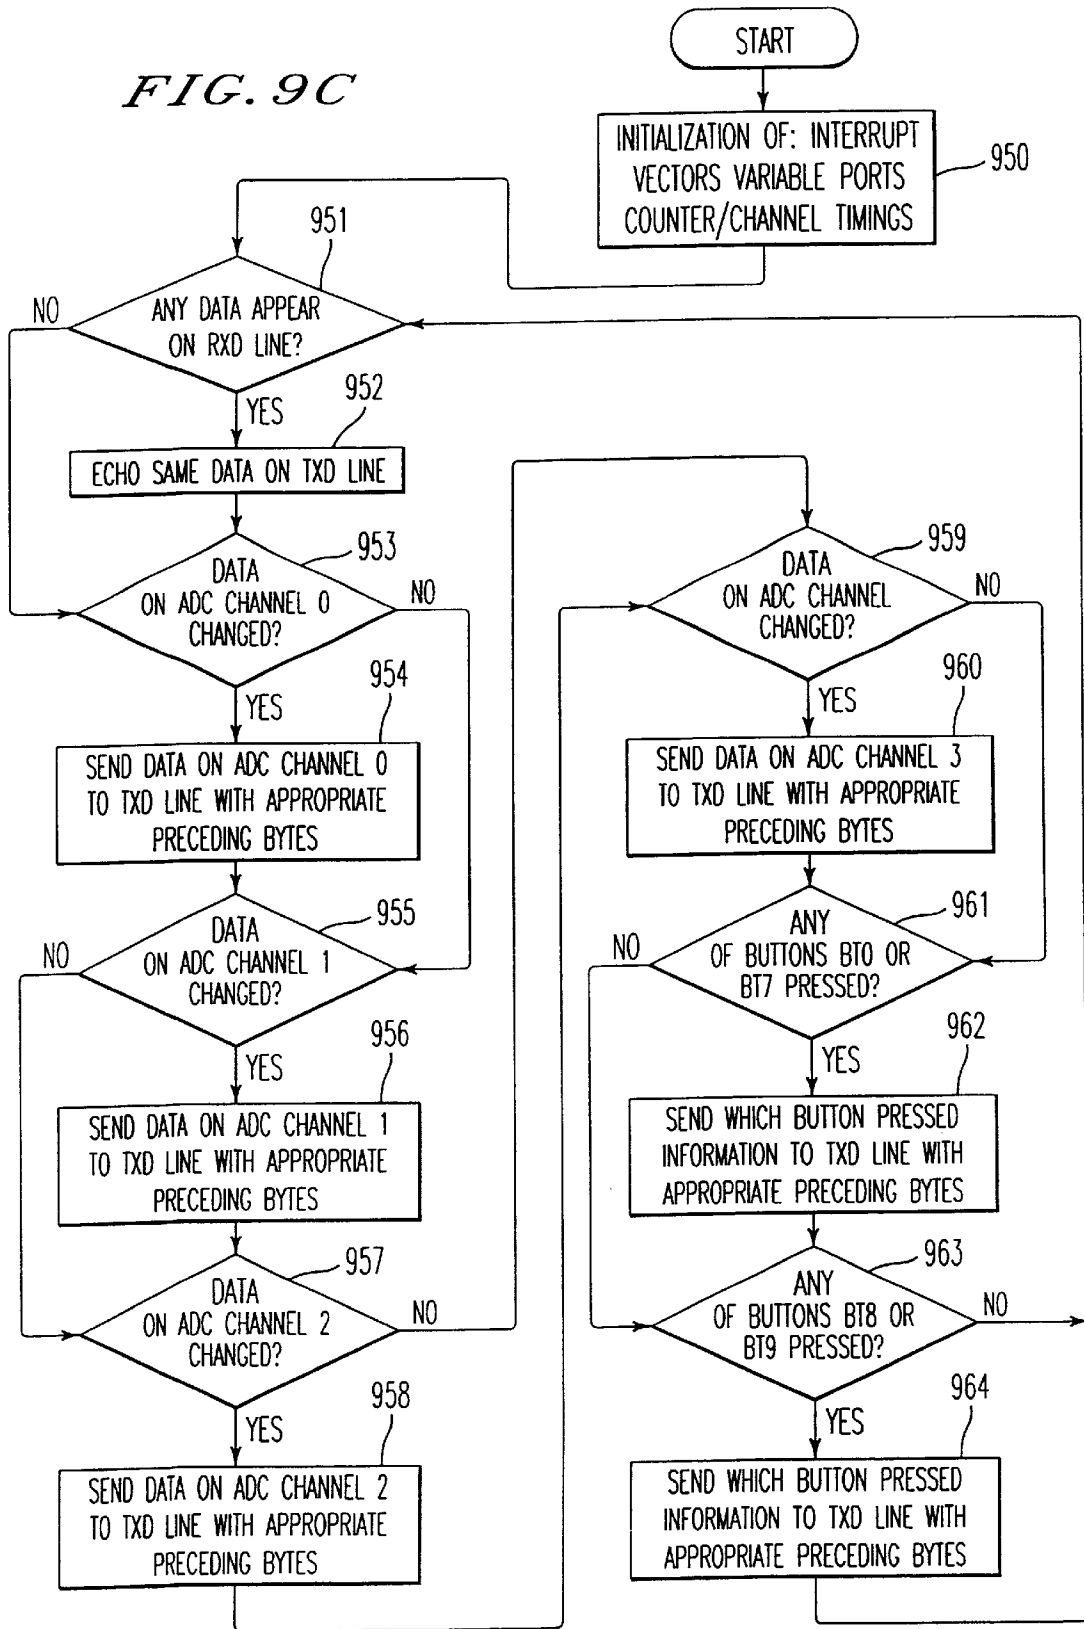 FIG. 9C
START
INITIALIZATION OF: INTERRUPT
VECTORS VARIABLE PORTS
COUNTER/CHANNEL TIMINGS
950
951
ANY DATA APPEAR
ON RXD LINE?
NO
YES
952
ECHO SAME DATA ON TXD LINE
953
DATA
ON ADC CHANNEL 0
CHANGED?
NO
YES
954
SEND DATA ON ADC CHANNEL 0
TO TXD LINE WITH APPROPRIATE
PRECEDING BYTES
955
DATA
ON ADC CHANNEL 1
CHANGED?
NO
YES
956
SEND DATA ON ADC CHANNEL 1
TO TXD LINE WITH APPROPRIATE
PRECEDING BYTES
957
DATA
ON ADC CHANNEL 2
CHANGED?
NO
YES
958
SEND DATA ON ADC CHANNEL 2
TO TXD LINE WITH APPROPRIATE
PRECEDING BYTES
959
DATA
ON ADC CHANNEL
CHANGED?
NO
YES
960
SEND DATA ON ADC CHANNEL 3
TO TXD LINE WITH APPROPRIATE
PRECEDING BYTES
961
ANY
OF BUTTONS BT0 OR
BT7 PRESSED?
NO
YES
962
SEND WHICH BUTTON PRESSED
INFORMATION TO TXD LINE WITH
APPROPRIATE PRECEDING BYTES
963
ANY
OF BUTTONS BT8 OR
BT9 PRESSED?
NO
YES
964
SEND WHICH BUTTON PRESSED
INFORMATION TO TXD LINE WITH
APPROPRIATE PRECEDING BYTES